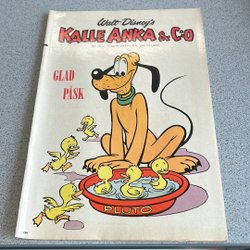 Walt Disney's
KALLE ANKA & C:O
GLAD
PÅSK
PLUTO